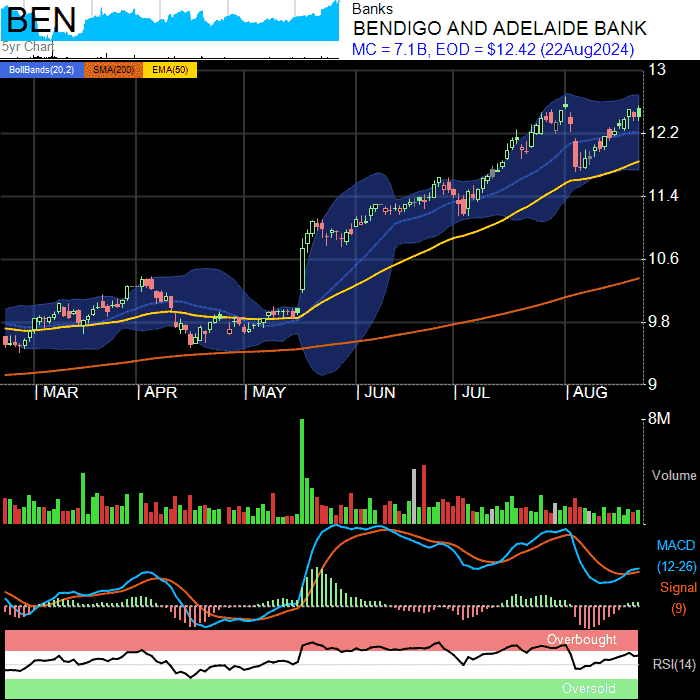 BEN
5yr Chart
Banks
BENDIGO AND ADELAIDE BANK
MC = 7.1B, EOD = $12.42 (22Aug2024)
BollBands(20,2) SMA(200) EMA(50)
13
12.2
11.4
10.6
9.8
9
MAR APR MAY JUN JUL AUG
8M
Volume
MACD
(12-26)
Signal
(9)
Overbought
RSI(14)
Oversold